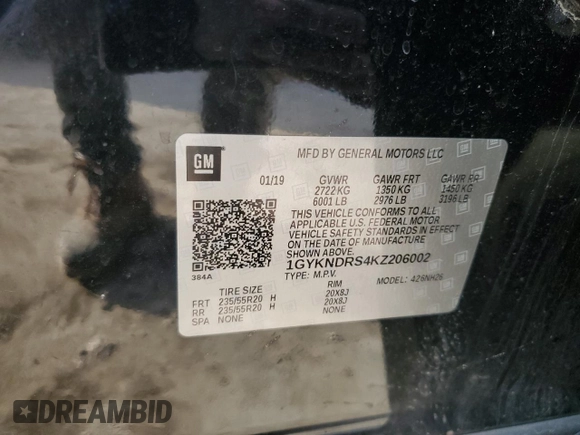 GM
MFD BY GENERAL MOTORS LLC
01/19 GVWR GAWR FRT GAWR RR
2722 KG 1350 KG 1450 KG
6001 LB 2976 LB 3196 LB
THIS VEHICLE CONFORMS TO ALL
APPLICABLE U.S. FEDERAL MOTOR
VEHICLE SAFETY STANDARDS IN EFFECT
ON THE DATE OF MANUFACTURE
SHOWN ABOVE.
1GYKNDRS4KZ206002
TYPE: M.P.V. MODEL: 4Z6NH26
384A
TIRE SIZE RIM
FRT 235/55R20 H 20X8J
RR 235/55R20 H 20X8J
SPA NONE NONE
DREAMBID